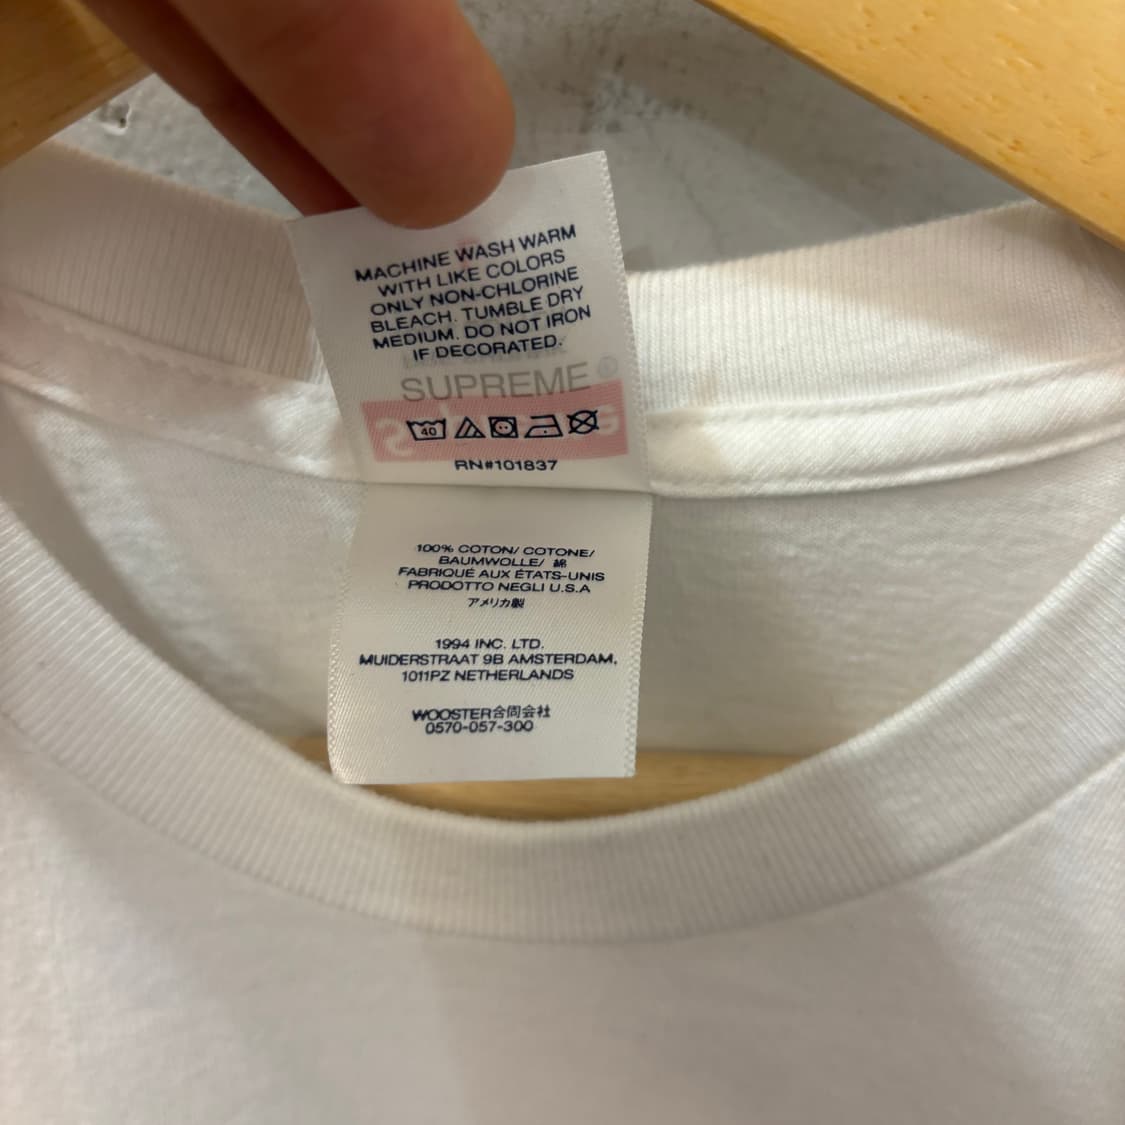 MACHINE WASH WARM
WITH LIKE COLORS
ONLY NON-CHLORINE
BLEACH. TUMBLE DRY
MEDIUM. DO NOT IRON
IF DECORATED.
SUPREME®
Supreme
40
RN#101837
100% COTON/ COTONE/
BAUMWOLLE/ 綿
FABRIQUÉ AUX ÉTATS-UNIS
PRODOTTO NEGLI U.S.A
アメリカ製
1994 INC. LTD.
MUIDERSTRAAT 9B AMSTERDAM,
1011PZ NETHERLANDS
WOOSTER合同会社
0570-057-300